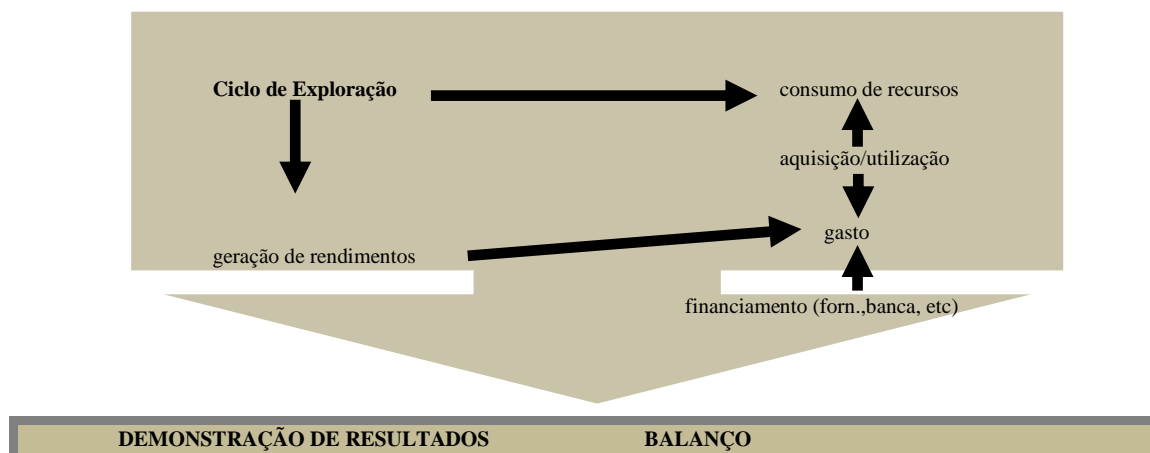 Ciclo de Exploração consumo de recursos
aquisição/utilização
gasto
geração de rendimentos
financiamento (forn.,banca, etc)
DEMONSTRAÇÃO DE RESULTADOS BALANÇO